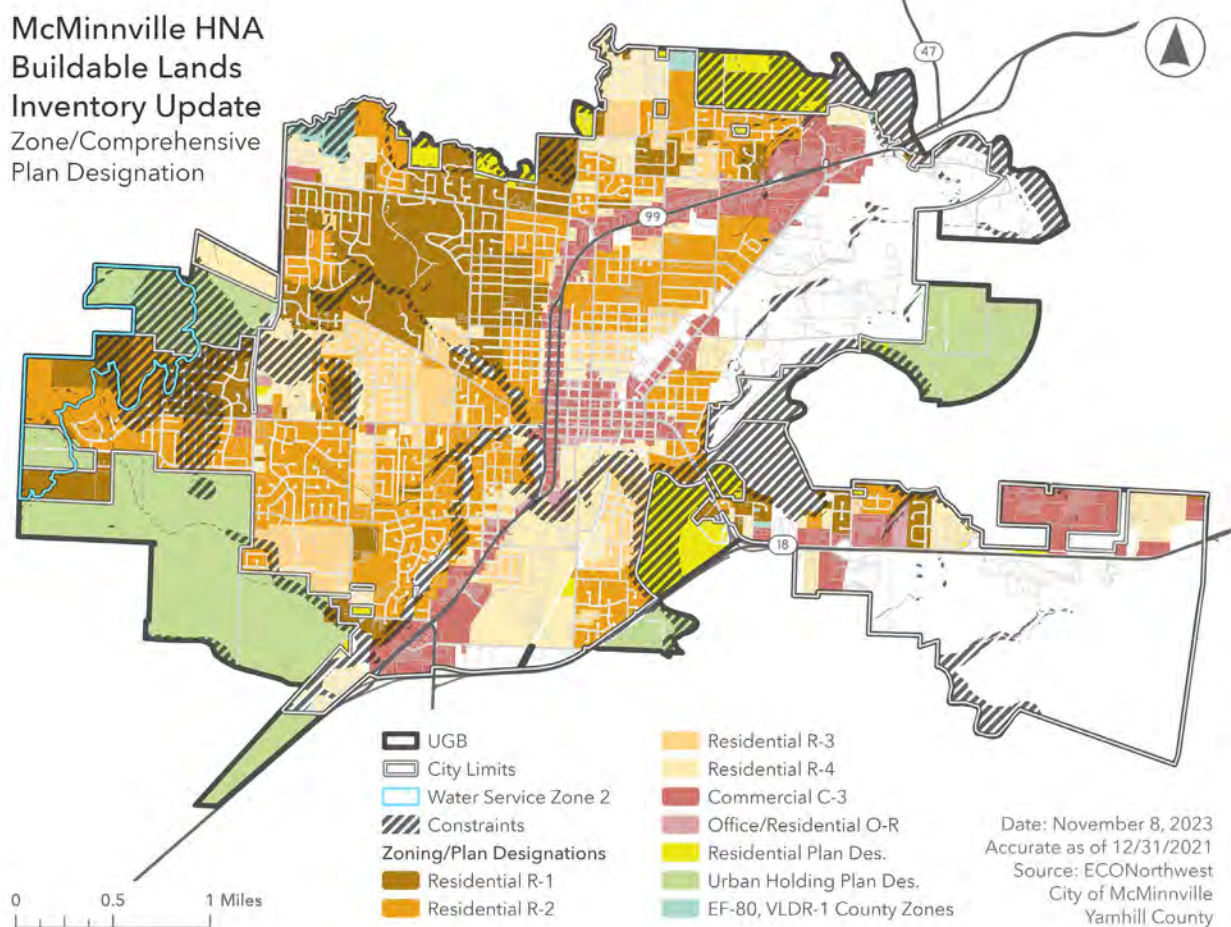 McMinnville HNA
Buildable Lands
Inventory Update
Zone/Comprehensive
Plan Designation
47
99
18
UGB
City Limits
Water Service Zone 2
Constraints
Zoning/Plan Designations
Residential R-1
Residential R-2
Residential R-3
Residential R-4
Commercial C-3
Office/Residential O-R
Residential Plan Des.
Urban Holding Plan Des.
EF-80, VLDR-1 County Zones
Date: November 8, 2023
Accurate as of 12/31/2021
Source: ECONorthwest
City of McMinnville
Yamhill County
0 0.5 1 Miles